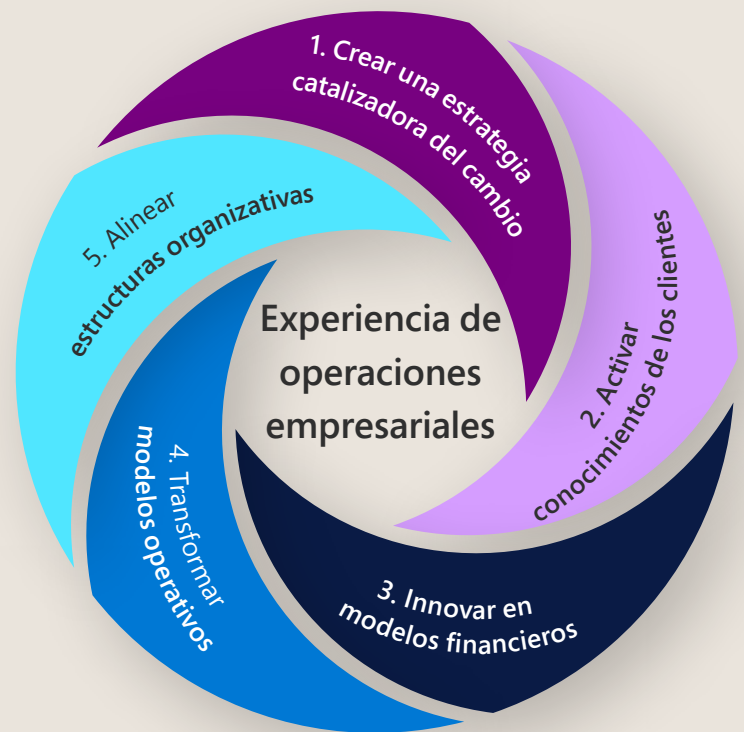 1. Crear una estrategia
catalizadora del cambio
2. Activar
conocimientos de los clientes
3. Innovar en
modelos financieros
4. Transformar
modelos operativos
5. Alinear
estructuras organizativas
Experiencia de
operaciones
empresariales